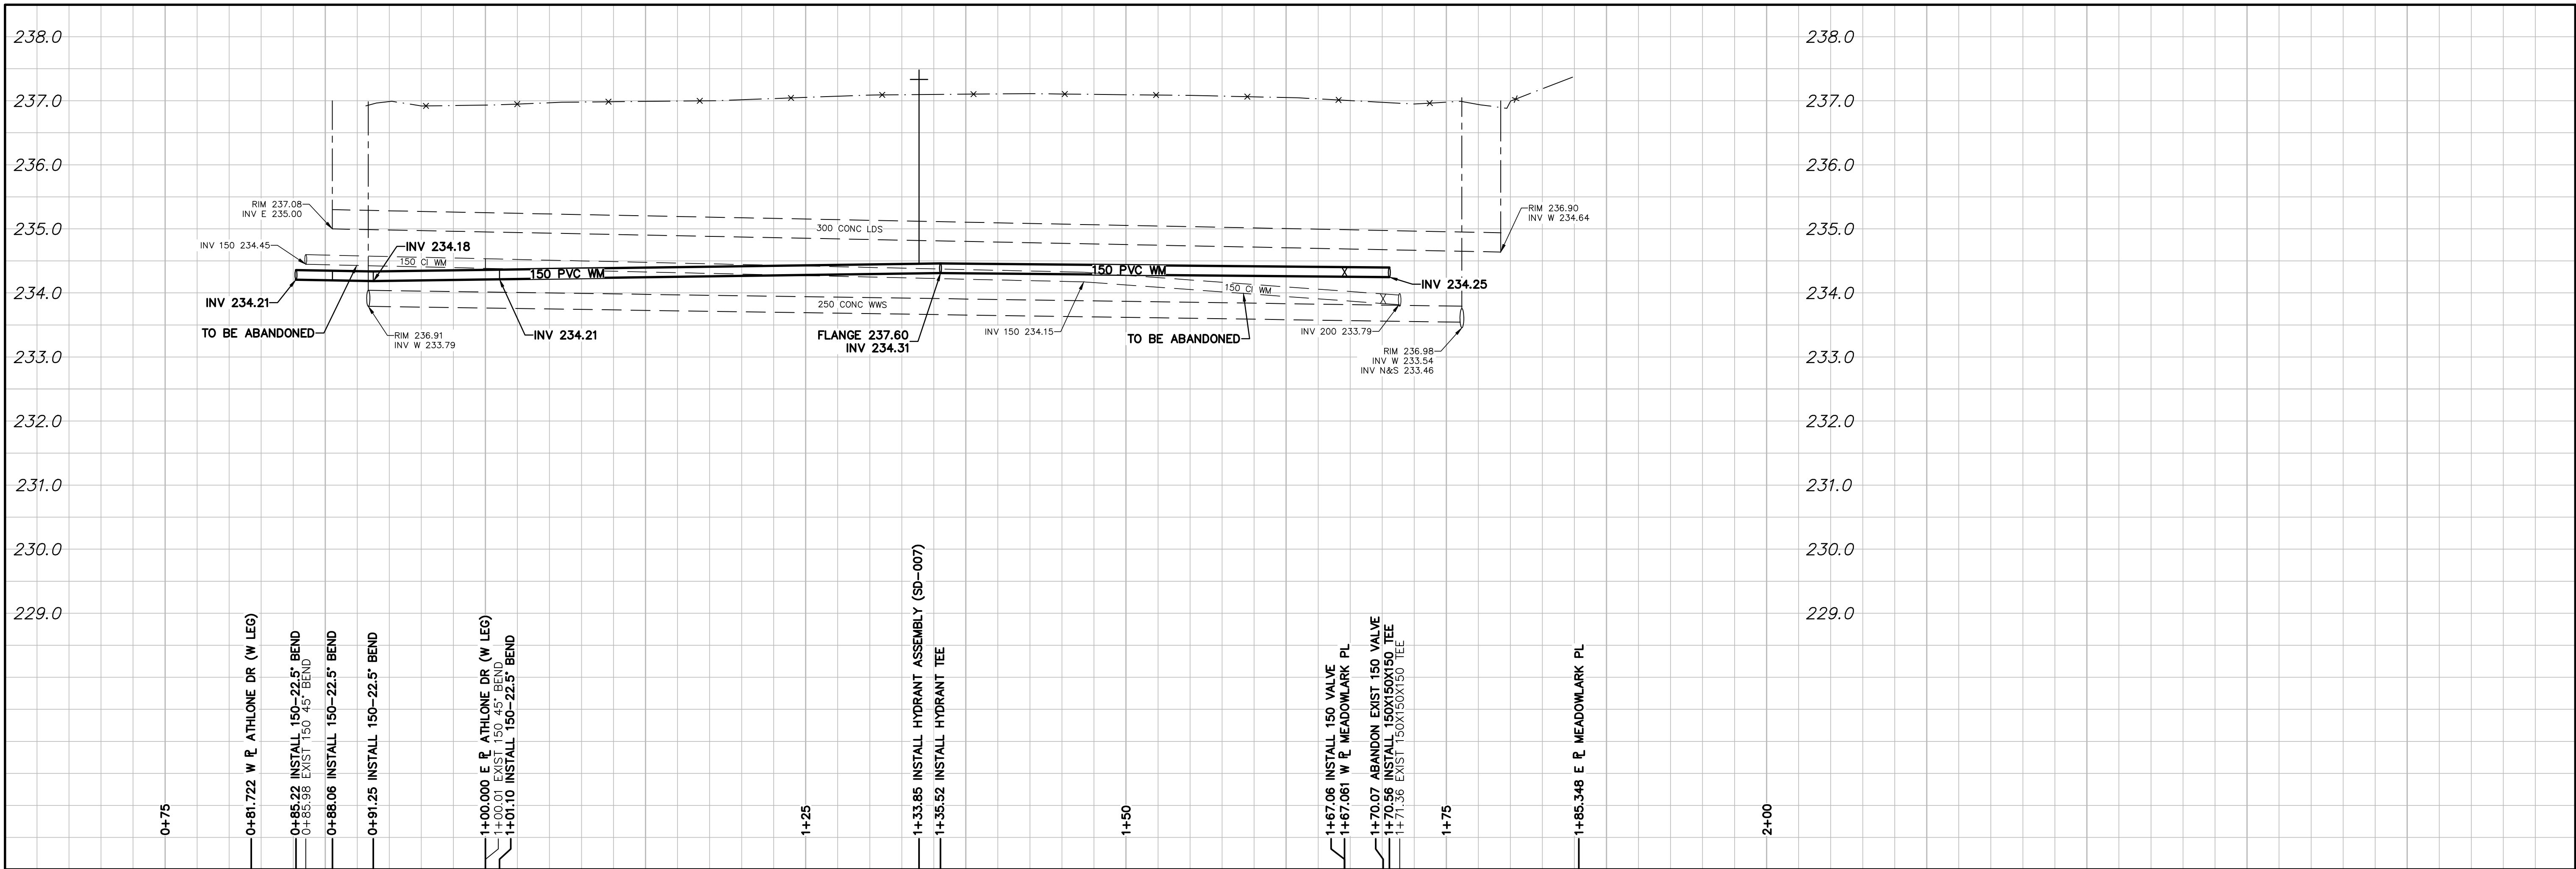 238.0
238.0
237.0
237.0
236.0
236.0
RIM 237.08
INV E 235.00
RIM 236.90
INV W 234.64
235.0
300 CONC LDS
235.0
INV 150 234.45
INV 234.18
150 CI WM
150 PVC WM
150 PVC WM
150 CI WM
INV 234.25
234.0
234.0
INV 234.21
250 CONC WWS
TO BE ABANDONED
RIM 236.91
INV W 233.79
INV 234.21
FLANGE 237.60
INV 234.31
INV 150 234.15
TO BE ABANDONED
INV 200 233.79
RIM 236.98
INV W 233.54
INV N&S 233.46
233.0
233.0
232.0
232.0
231.0
231.0
230.0
230.0
229.0
229.0
0+75
0+81.722 W PL ATHLONE DR (W LEG)
0+85.22 INSTALL 150-22.5° BEND
0+85.98 EXIST 150 45° BEND
0+88.06 INSTALL 150-22.5° BEND
0+91.25 INSTALL 150-22.5° BEND
1+00.000 E PL ATHLONE DR (W LEG)
1+00.01 EXIST 150 45° BEND
1+01.10 INSTALL 150-22.5° BEND
1+25
1+33.85 INSTALL HYDRANT ASSEMBLY (SD-007)
1+35.52 INSTALL HYDRANT TEE
1+50
1+67.06 INSTALL 150 VALVE
1+67.061 W PL MEADOWLARK PL
1+70.07 ABANDON EXIST 150 VALVE
1+70.56 INSTALL 150X150X150 TEE
1+71.36 EXIST 150X150X150 TEE
1+75
1+85.348 E PL MEADOWLARK PL
2+00